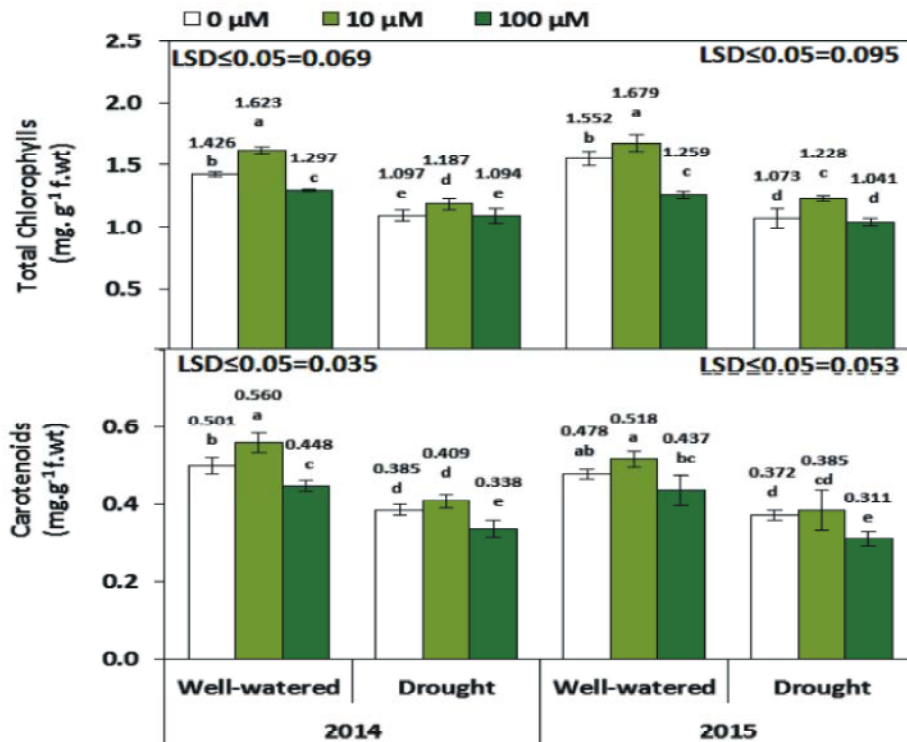 0 µM 10 µM 100 µM
2.5
LSD≤0.05=0.069 LSD≤0.05=0.095
2.0
1.5
1.0
0.5
Total Chlorophylls
(mg. g⁻¹f.wt)
1.426
b
1.623
a
1.297
c
1.097
e
1.187
d
1.094
e
1.552
b
1.679
a
1.259
c
1.073
d
1.228
c
1.041
d
LSD≤0.05=0.035 LSD≤0.05=0.053
0.6
0.4
0.2
0.0
Carotenoids
(mg.g⁻¹f.wt)
0.501
b
0.560
a
0.448
c
0.385
d
0.409
d
0.338
e
0.478
ab
0.518
a
0.437
bc
0.372
d
0.385
cd
0.311
e
Well-watered Drought Well-watered Drought
2014 2015